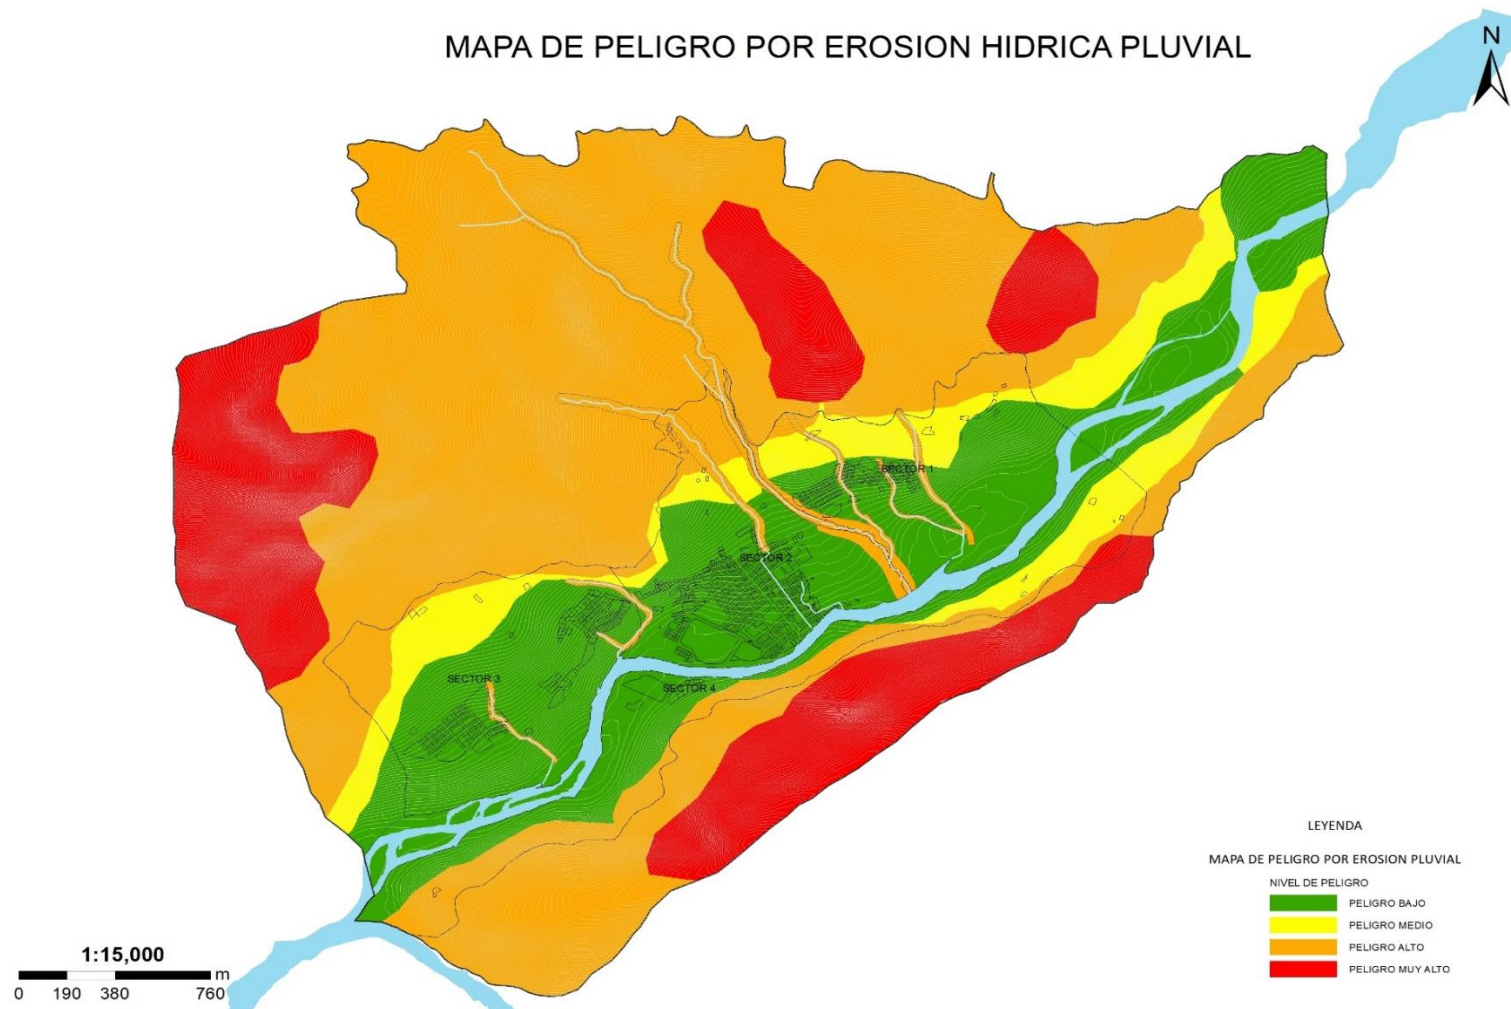 MAPA DE PELIGRO POR EROSION HIDRICA PLUVIAL
N
SECTOR 1
SECTOR 2
SECTOR 3
SECTOR 4
LEYENDA
MAPA DE PELIGRO POR EROSION PLUVIAL
NIVEL DE PELIGRO
PELIGRO BAJO
PELIGRO MEDIO
PELIGRO ALTO
PELIGRO MUY ALTO
1:15,000
m
0 190 380 760